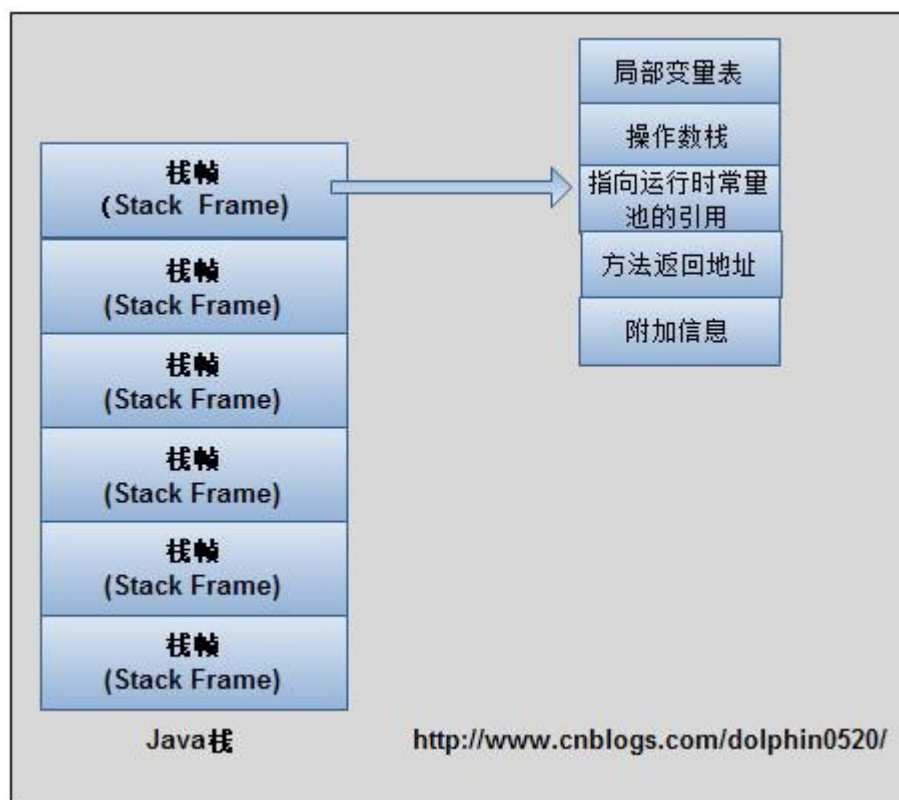 局部变量表
操作数栈
指向运行时常量
池的引用
方法返回地址
附加信息
栈帧
(Stack Frame)
栈帧
(Stack Frame)
栈帧
(Stack Frame)
栈帧
(Stack Frame)
栈帧
(Stack Frame)
栈帧
(Stack Frame)
Java栈
http://www.cnblogs.com/dolphin0520/